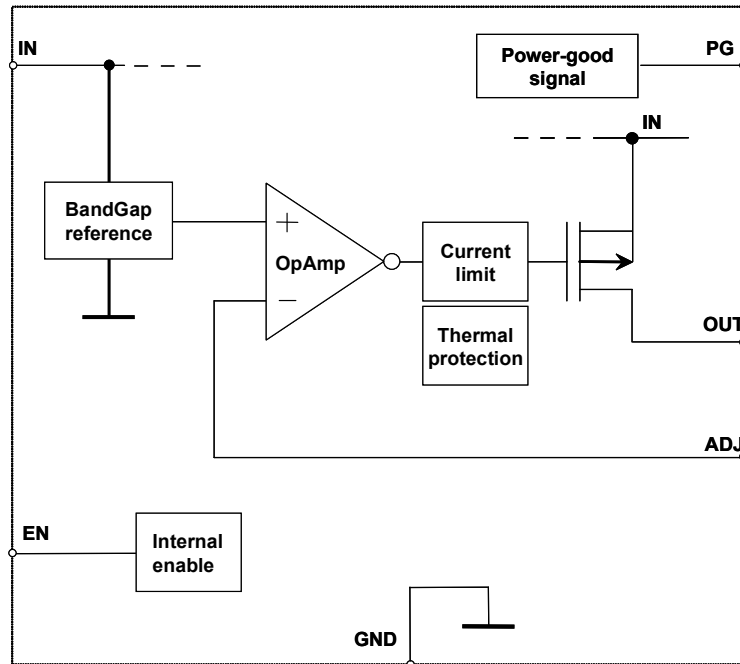 IN
Power-good
signal
PG
IN
BandGap
reference
+
OpAmp
−
Current
limit
Thermal
protection
OUT
ADJ
EN
Internal
enable
GND